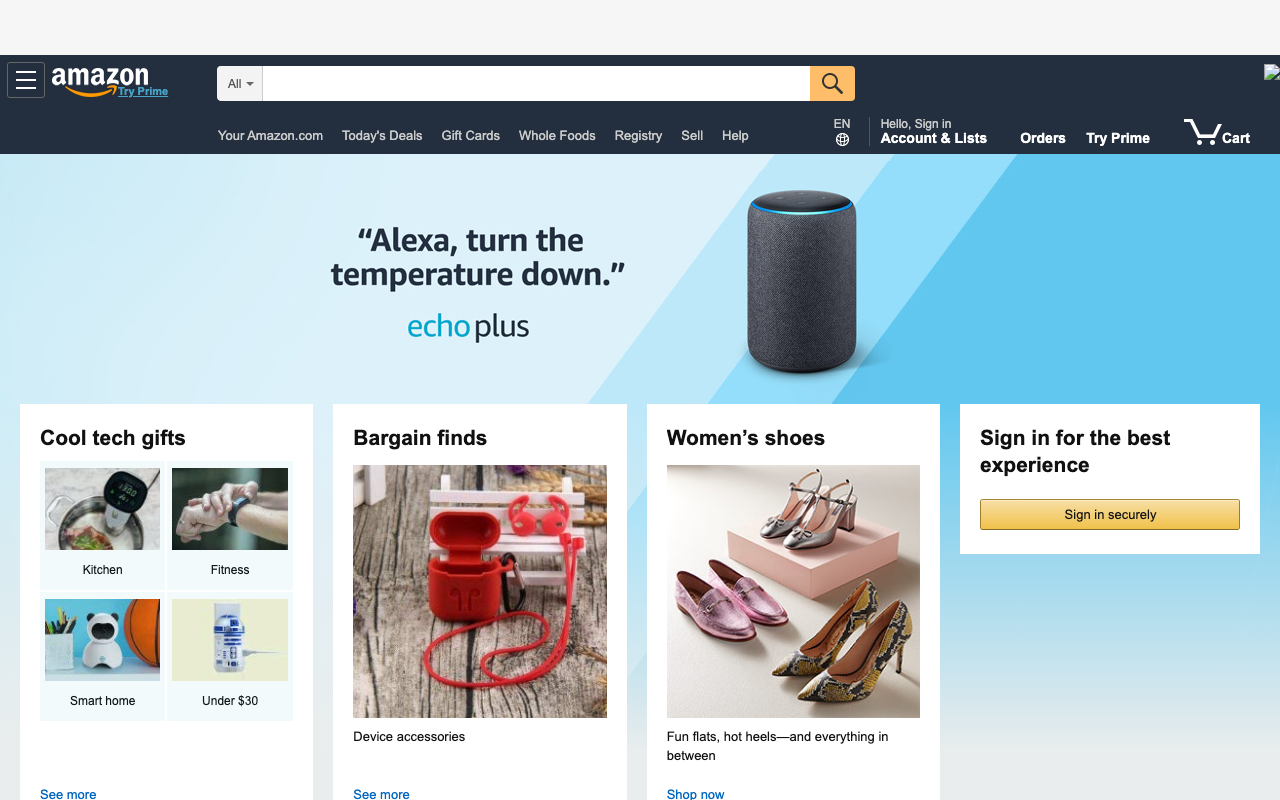 amazon
Try Prime
All
Your Amazon.com
Today's Deals
Gift Cards
Whole Foods
Registry
Sell
Help
EN
Hello, Sign in
Account & Lists
Orders
Try Prime
Cart
“Alexa, turn the
temperature down.”
echo plus
Cool tech gifts
Kitchen
Fitness
Smart home
Under $30
See more
Bargain finds
Device accessories
See more
Women’s shoes
Fun flats, hot heels—and everything in
between
Shop now
Sign in for the best
experience
Sign in securely